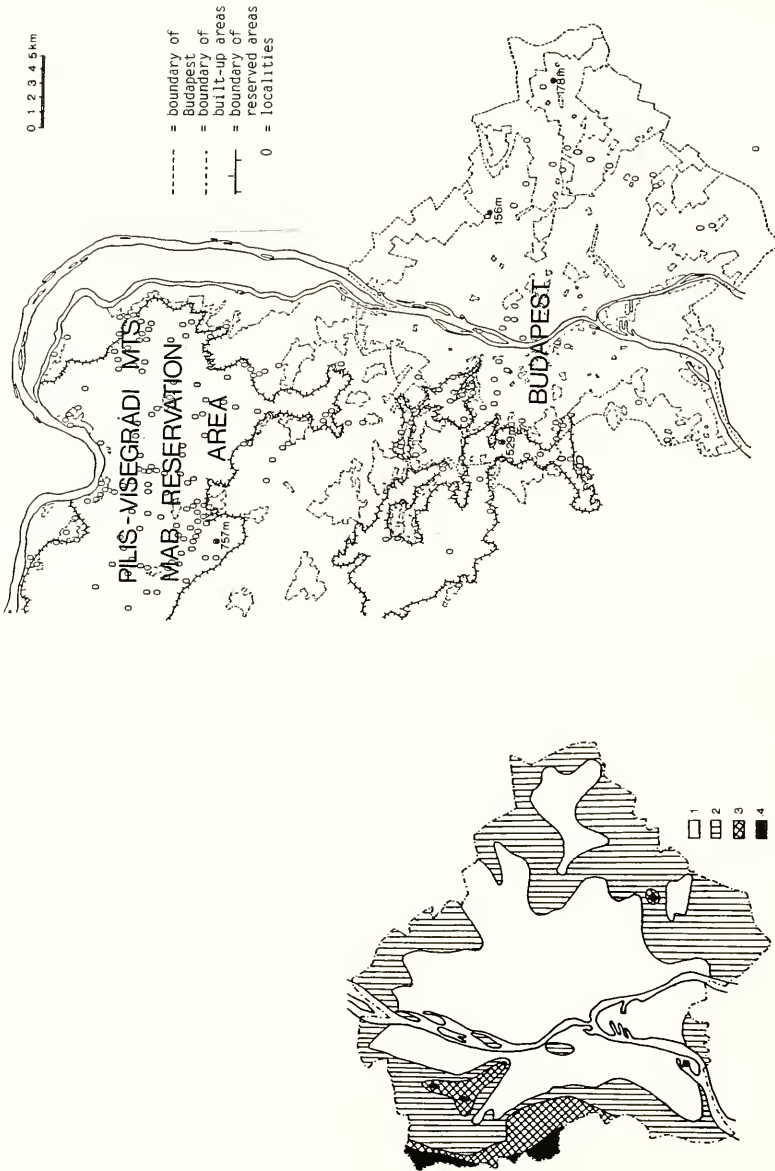 0 1 2 3 4 5km
---- = boundary of
Budapest
---- = boundary of
built-up areas
= boundary of
reserved areas
0 = localities
PILIS-VISEGRÁDI MTS
MAB RESERVATION
AREA
757m
529m
BUDAPEST
156m
178m
1
2
3
4